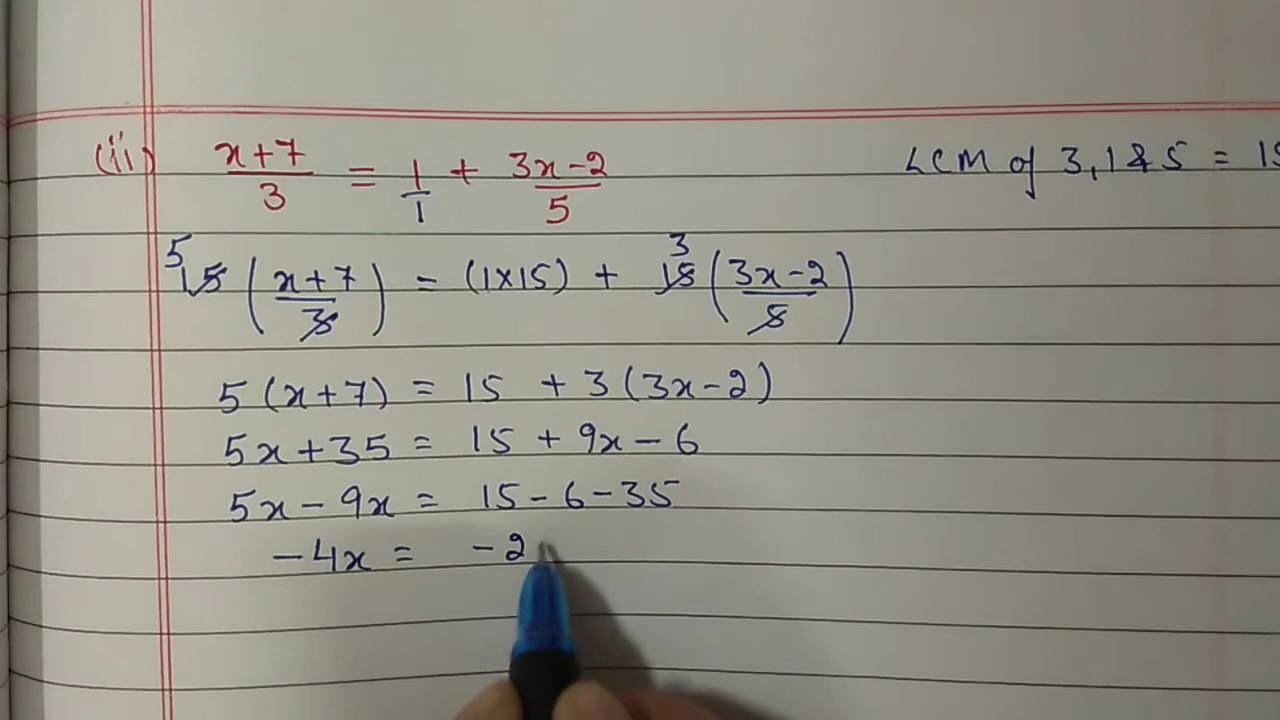 (ii) x+7/3 = 1/1 + 3x-2/5 LCM of 3,1&5 = 15
5 15 (x+7/3) = (1×15) + 3 15 (3x-2/5)
5(x+7) = 15 + 3(3x-2)
5x+35 = 15 + 9x - 6
5x - 9x = 15 - 6 - 35
-4x = -2